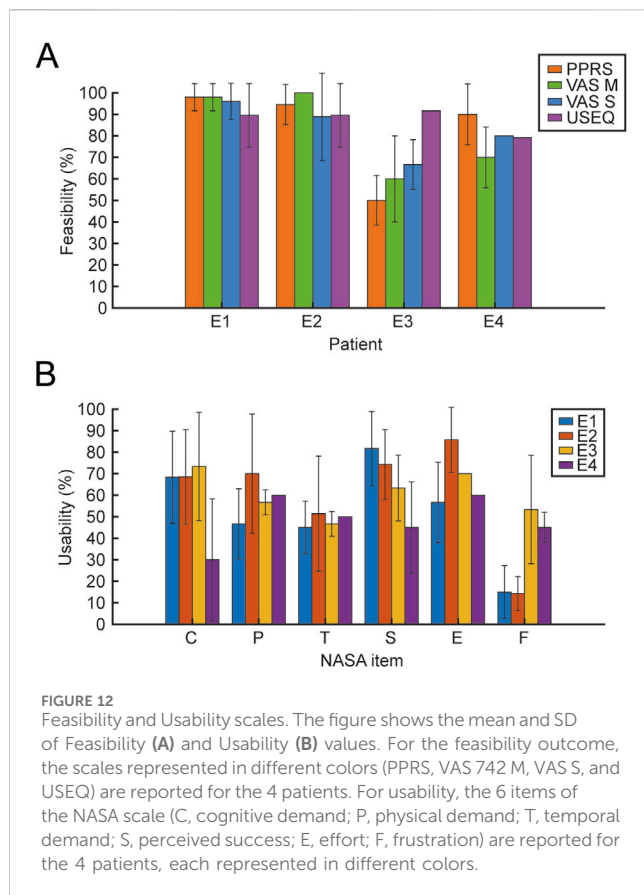 A
PPRS
VAS M
VAS S
USEQ
100
90
80
70
60
50
40
30
20
10
0
Feasibility (%)
E1 E2 E3 E4
Patient
B
E1
E2
E3
E4
100
90
80
70
60
50
40
30
20
10
0
Usability (%)
C P T S E F
NASA item
FIGURE 12
Feasibility and Usability scales. The figure shows the mean and SD
of Feasibility (A) and Usability (B) values. For the feasibility outcome,
the scales represented in different colors (PPRS, VAS 742 M, VAS S, and
USEQ) are reported for the 4 patients. For usability, the 6 items of
the NASA scale (C, cognitive demand; P, physical demand; T, temporal
demand; S, perceived success; E, effort; F, frustration) are reported for
the 4 patients, each represented in different colors.